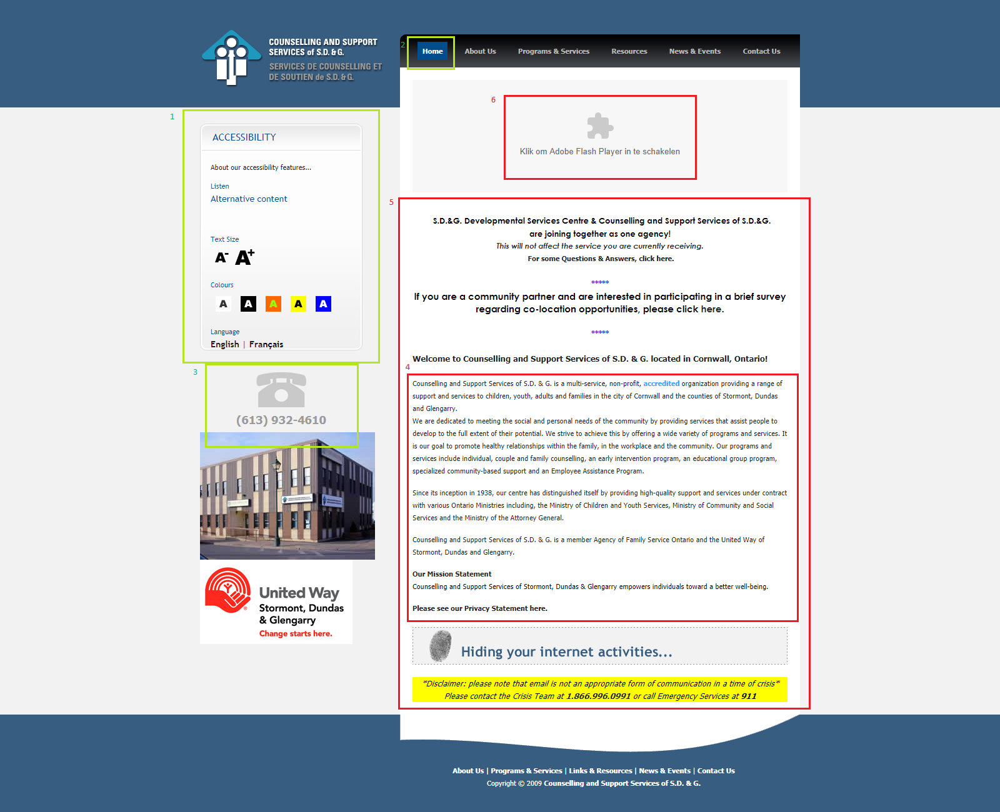 COUNSELLING AND SUPPORT
SERVICES of S.D. & G.
SERVICES DE COUNSELLING ET
DE SOUTIEN de S.D. & G.
2
Home
About Us
Programs & Services
Resources
News & Events
Contact Us
1
ACCESSIBILITY
About our accessibility features...
Listen
Alternative content
Text Size
A- A+
Colours
A A A A A
Language
English | Français
3
(613) 932-4610
United Way
Stormont, Dundas
& Glengarry
Change starts here.
6
Klik om Adobe Flash Player in te schakelen
5
S.D.&G. Developmental Services Centre & Counselling and Support Services of S.D.&G.
are joining together as one agency!
This will not affect the service you are currently receiving.
For some Questions & Answers, click here.
*****
If you are a community partner and are interested in participating in a brief survey
regarding co-location opportunities, please click here.
*****
Welcome to Counselling and Support Services of S.D. & G. located in Cornwall, Ontario!
4
Counselling and Support Services of S.D. & G. is a multi-service, non-profit, accredited organization providing a range of
support and services to children, youth, adults and families in the city of Cornwall and the counties of Stormont, Dundas
and Glengarry.
We are dedicated to meeting the social and personal needs of the community by providing services that assist people to
develop to the full extent of their potential. We strive to achieve this by offering a wide variety of programs and services. It
is our goal to promote healthy relationships within the family, in the workplace and the community. Our programs and
services include individual, couple and family counselling, an early intervention program, an educational group program,
specialized community-based support and an Employee Assistance Program.
Since its inception in 1938, our centre has distinguished itself by providing high-quality support and services under contract
with various Ontario Ministries including, the Ministry of Children and Youth Services, Ministry of Community and Social
Services and the Ministry of the Attorney General.
Counselling and Support Services of S.D. & G. is a member Agency of Family Service Ontario and the United Way of
Stormont, Dundas and Glengarry.
Our Mission Statement
Counselling and Support Services of Stormont, Dundas & Glengarry empowers individuals toward a better well-being.
Please see our Privacy Statement here.
Hiding your internet activities...
*Disclaimer: please note that email is not an appropriate form of communication in a time of crisis*
Please contact the Crisis Team at 1.866.996.0991 or call Emergency Services at 911
About Us | Programs & Services | Links & Resources | News & Events | Contact Us
Copyright © 2009 Counselling and Support Services of S.D. & G.